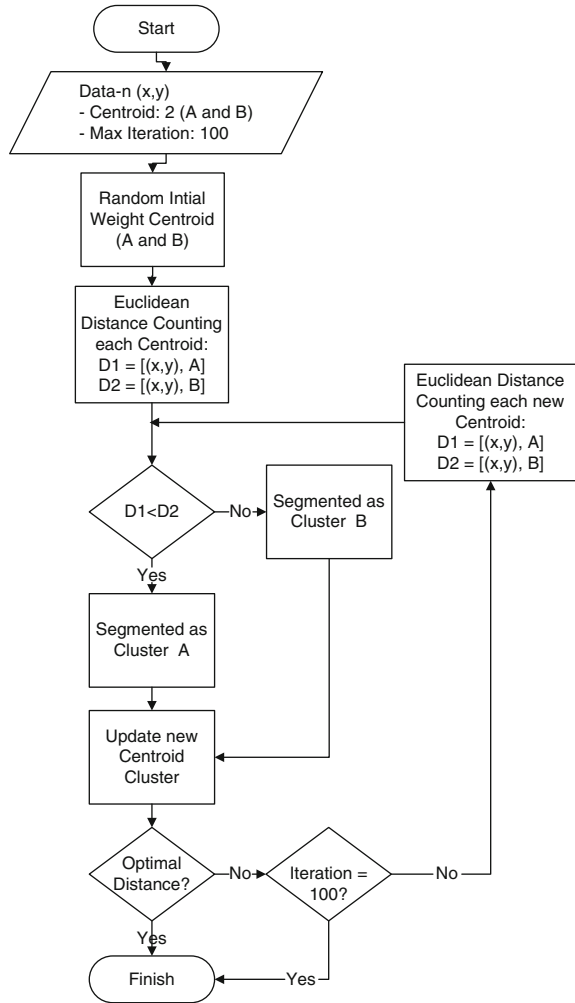 Start
Data-n (x,y)
- Centroid: 2 (A and B)
- Max Iteration: 100
Random Intial
Weight Centroid
(A and B)
Euclidean
Distance Counting
each Centroid:
D1 = [(x,y), A]
D2 = [(x,y), B]
Euclidean Distance
Counting each new
Centroid:
D1 = [(x,y), A]
D2 = [(x,y), B]
D1<D2
No
Segmented as
Cluster B
Yes
Segmented as
Cluster A
Update new
Centroid
Cluster
Optimal
Distance?
No
Iteration =
100?
No
Yes
Yes
Finish